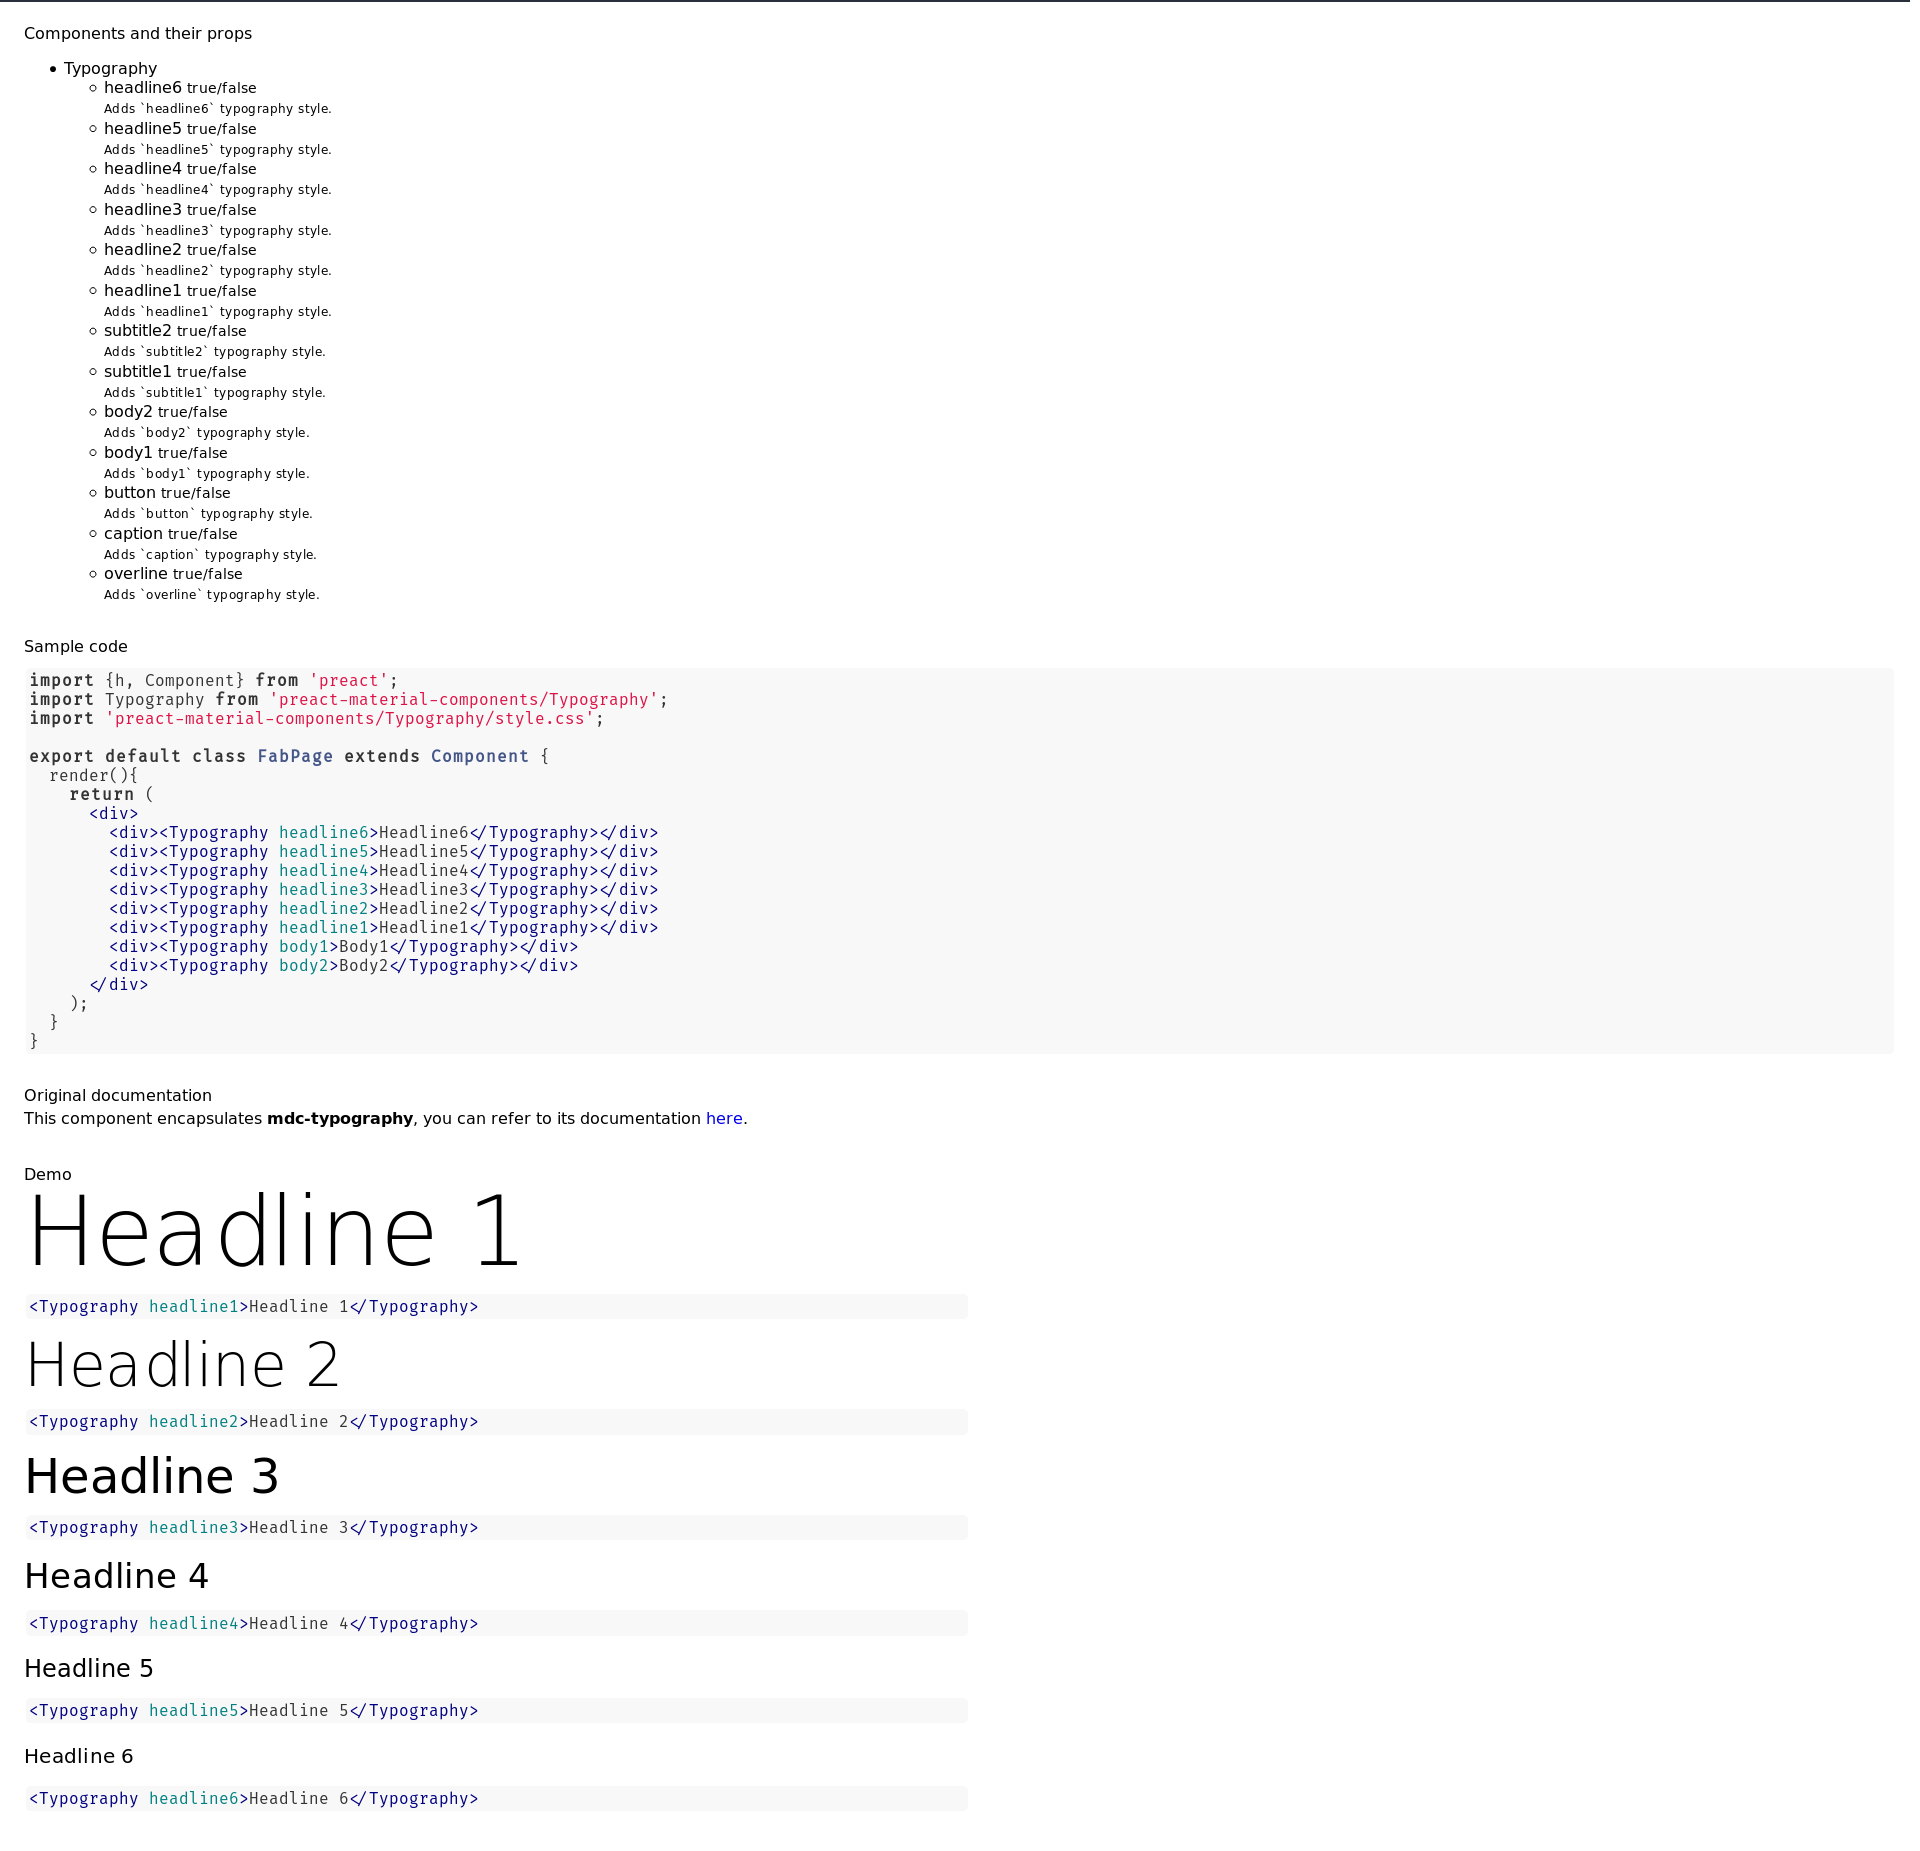 Components and their props
Typography
headline6 true/false
Adds `headline6` typography style.
headline5 true/false
Adds `headline5` typography style.
headline4 true/false
Adds `headline4` typography style.
headline3 true/false
Adds `headline3` typography style.
headline2 true/false
Adds `headline2` typography style.
headline1 true/false
Adds `headline1` typography style.
subtitle2 true/false
Adds `subtitle2` typography style.
subtitle1 true/false
Adds `subtitle1` typography style.
body2 true/false
Adds `body2` typography style.
body1 true/false
Adds `body1` typography style.
button true/false
Adds `button` typography style.
caption true/false
Adds `caption` typography style.
overline true/false
Adds `overline` typography style.
Sample code
import {h, Component} from 'preact';
import Typography from 'preact-material-components/Typography';
import 'preact-material-components/Typography/style.css';
export default class FabPage extends Component {
  render(){
    return (
      <div>
        <div><Typography headline6>Headline6</Typography></div>
        <div><Typography headline5>Headline5</Typography></div>
        <div><Typography headline4>Headline4</Typography></div>
        <div><Typography headline3>Headline3</Typography></div>
        <div><Typography headline2>Headline2</Typography></div>
        <div><Typography headline1>Headline1</Typography></div>
        <div><Typography body1>Body1</Typography></div>
        <div><Typography body2>Body2</Typography></div>
      </div>
    );
  }
}
Original documentation
This component encapsulates mdc-typography, you can refer to its documentation here.
Demo
Headline 1
<Typography headline1>Headline 1</Typography>
Headline 2
<Typography headline2>Headline 2</Typography>
Headline 3
<Typography headline3>Headline 3</Typography>
Headline 4
<Typography headline4>Headline 4</Typography>
Headline 5
<Typography headline5>Headline 5</Typography>
Headline 6
<Typography headline6>Headline 6</Typography>